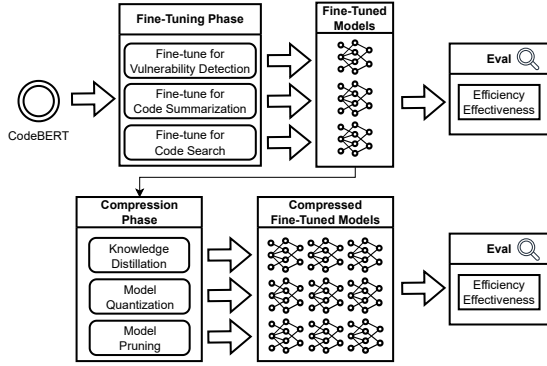 CodeBERT
Fine-Tuning Phase
Fine-tune for
Vulnerability Detection
Fine-tune for
Code Summarization
Fine-tune for
Code Search
Fine-Tuned
Models
Eval
Efficiency
Effectiveness
Compression
Phase
Knowledge
Distillation
Model
Quantization
Model
Pruning
Compressed
Fine-Tuned Models
Eval
Efficiency
Effectiveness